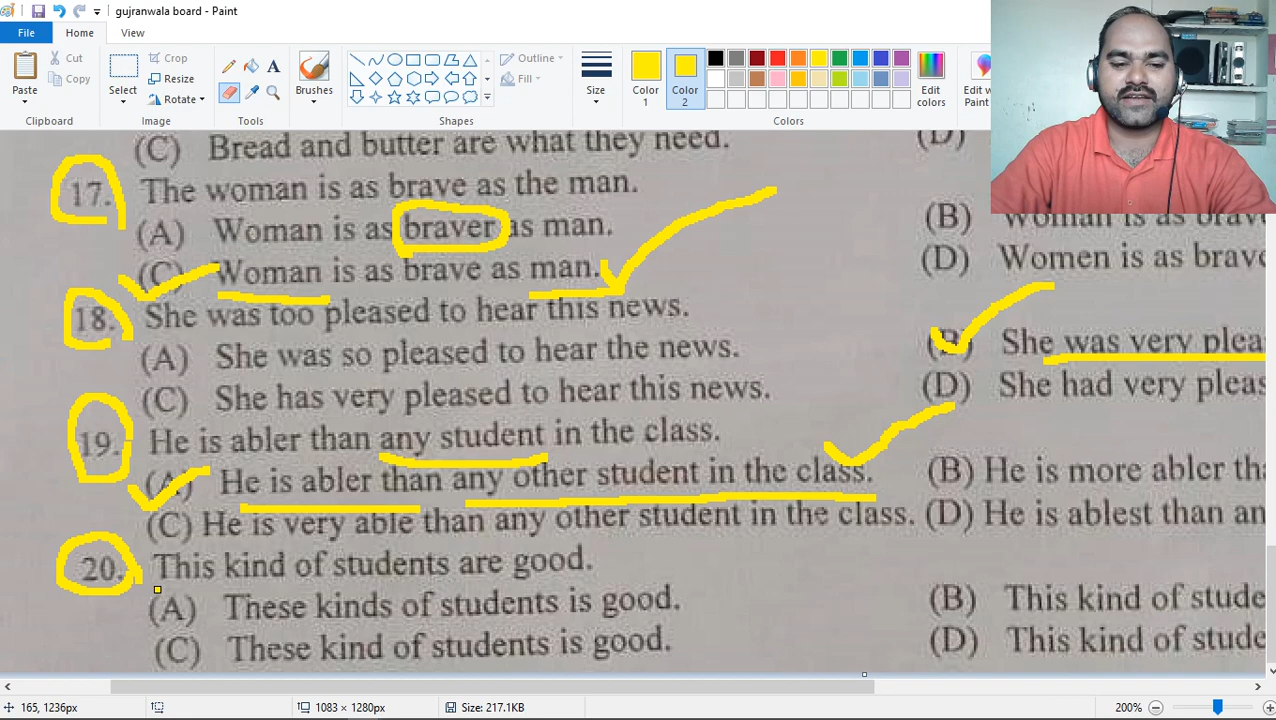 gujranwala board - Paint
File Home View
Paste Cut Copy Clipboard
Select Crop Resize Rotate Image
A Tools
Brushes
Outline Fill Shapes
Size
Color 1 Color 2 Edit colors Edit Paint Colors
(C) Bread and butter are what they need. (D)
17. The woman is as brave as the man.
(A) Woman is as braver as man. (B) Woman is as
(C) Woman is as brave as man. (D) Women is as brave
18. She was too pleased to hear this news.
(A) She was so pleased to hear the news. (B) She was very
(C) She has very pleased to hear this news. (D) She had very
19. He is abler than any student in the class.
(A) He is abler than any other student in the class. (B) He is more abler
(C) He is very able than any other student in the class. (D) He is ablest than
20. This kind of students are good.
(A) These kinds of students is good. (B) This kind of
(C) These kind of students is good. (D) This kind of
165, 1236px 1083 × 1280px Size: 217.1KB 200%